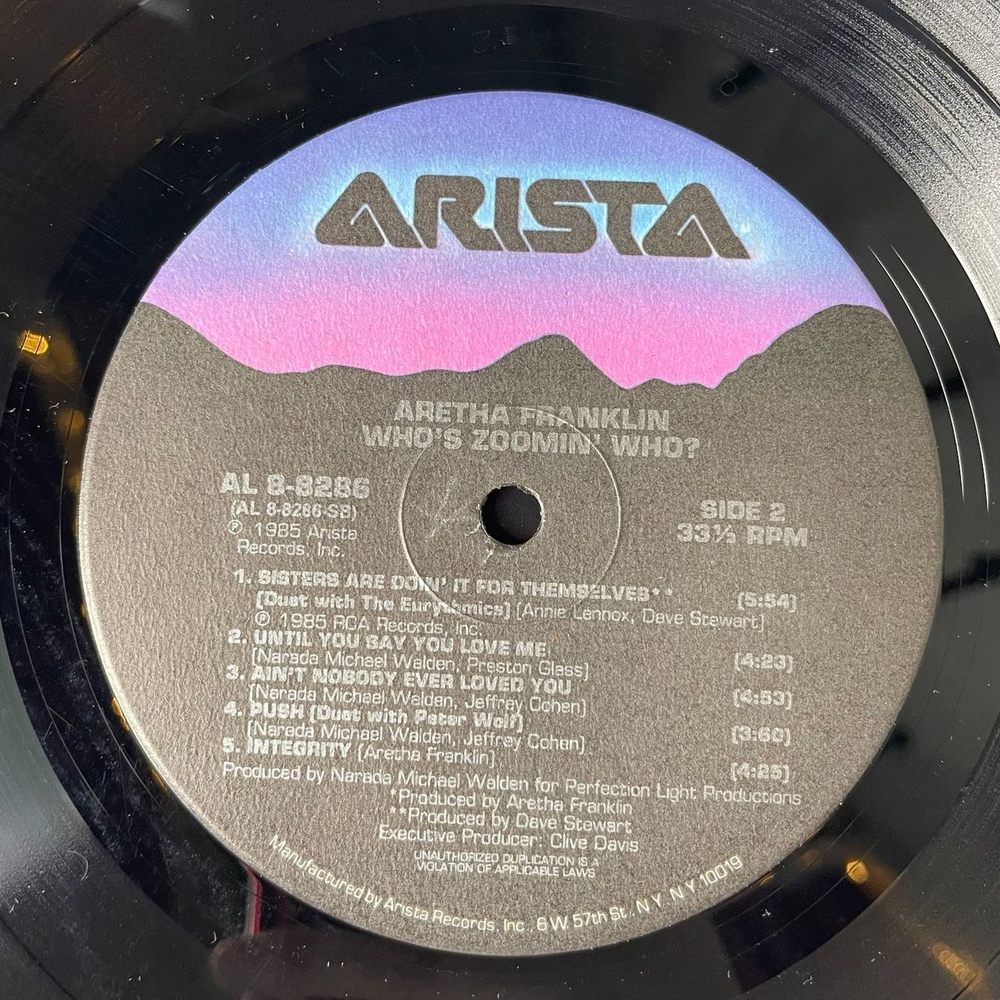 ARISTA
ARETHA FRANKLIN
WHO'S ZOOMIN' WHO?
AL 8-8286
(AL 8-8286-SB)
℗ 1985 Arista
Records, Inc.
SIDE 2
33⅓ RPM
1. SISTERS ARE DOIN' IT FOR THEMSELVES** (5:54)
(Duet with The Eurythmics) (Annie Lennox, Dave Stewart)
℗ 1985 RCA Records, Inc.
2. UNTIL YOU SAY YOU LOVE ME (4:23)
(Narada Michael Walden, Preston Glass)
3. AIN'T NOBODY EVER LOVED YOU (4:53)
(Narada Michael Walden, Jeffrey Cohen)
4. PUSH (Duet with Peter Wolf) (3:60)
(Narada Michael Walden, Jeffrey Cohen)
5. INTEGRITY (Aretha Franklin) (4:25)
Produced by Narada Michael Walden for Perfection Light Productions
*Produced by Aretha Franklin
**Produced by Dave Stewart
Executive Producer: Clive Davis
UNAUTHORIZED DUPLICATION IS A
VIOLATION OF APPLICABLE LAWS
Manufactured by Arista Records, Inc., 6 W. 57th St., N.Y. N.Y. 10019